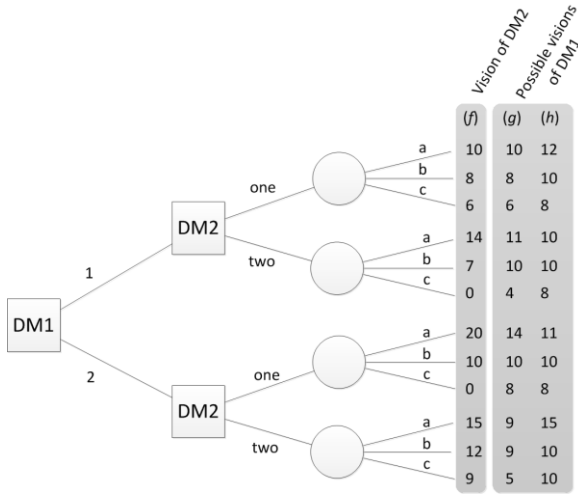 Vision of DM2
Possible visions
of DM1
(f) (g) (h)
a 10 10 12
b 8 8 10
c 6 6 8
one
DM2
two
a 14 11 10
b 7 10 10
c 0 4 8
1
DM1
2
a 20 14 11
b 10 10 10
c 0 8 8
one
DM2
two
a 15 9 15
b 12 9 10
c 9 5 10